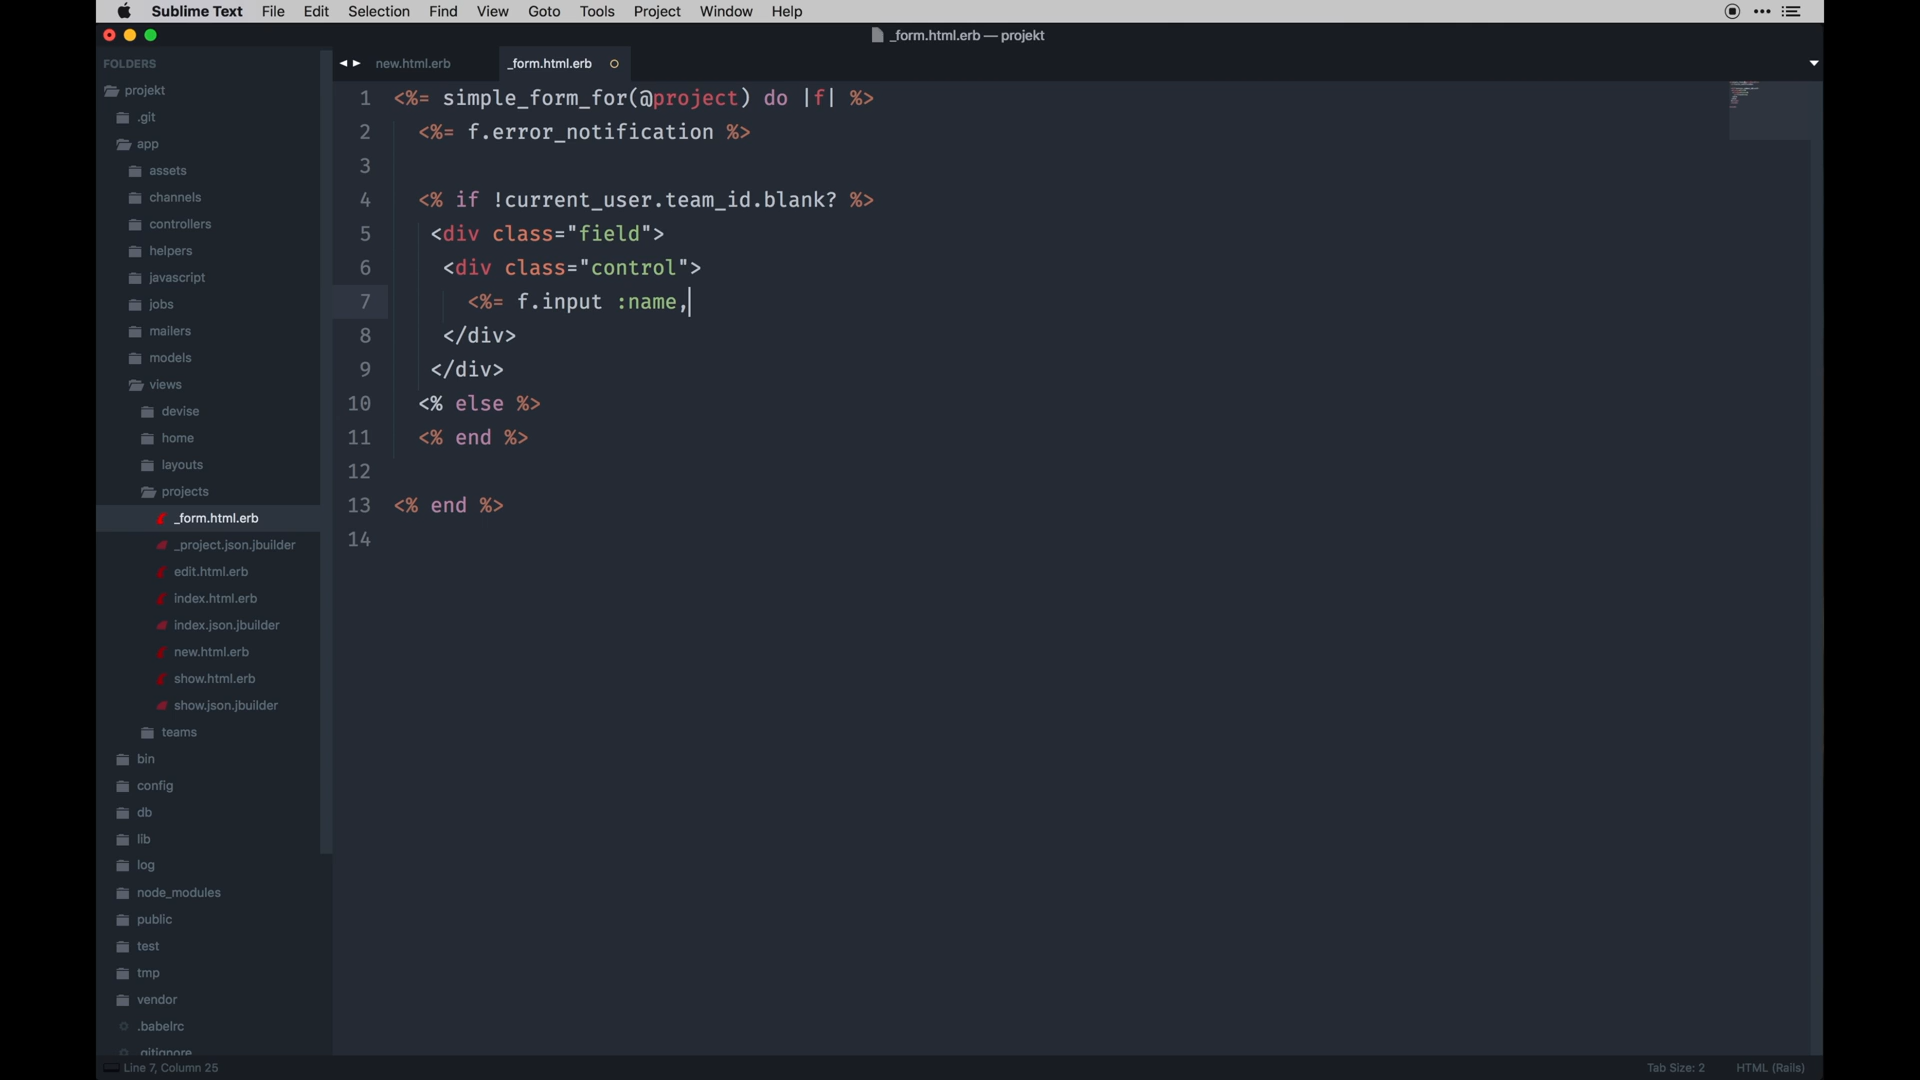 Sublime Text File Edit Selection Find View Goto Tools Project Window Help
_form.html.erb — projekt
FOLDERS
projekt
.git
app
assets
channels
controllers
helpers
javascript
jobs
mailers
models
views
devise
home
layouts
projects
_form.html.erb
_project.json.jbuilder
edit.html.erb
index.html.erb
index.json.jbuilder
new.html.erb
show.html.erb
show.json.jbuilder
teams
bin
config
db
lib
log
node_modules
public
test
tmp
vendor
.babelrc
.gitignore
new.html.erb _form.html.erb
1 <%= simple_form_for(@project) do |f| %>
2 <%= f.error_notification %>
3
4 <% if !current_user.team_id.blank? %>
5 <div class="field">
6 <div class="control">
7 <%= f.input :name,
8 </div>
9 </div>
10 <% else %>
11 <% end %>
12
13 <% end %>
14
Line 7, Column 25 Tab Size: 2 HTML (Rails)